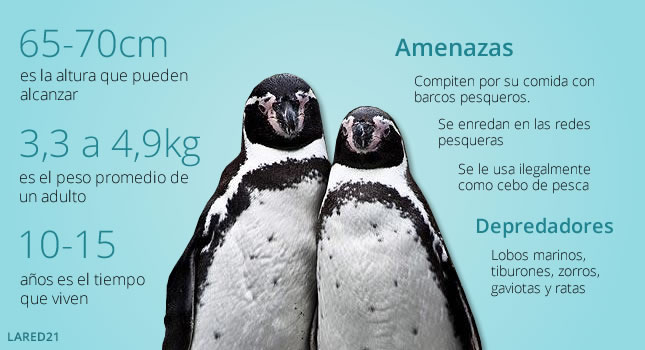 65-70cm
es la altura que pueden
alcanzar
3,3 a 4,9kg
es el peso promedio de
un adulto
10-15
años es el tiempo
que viven
LARED21
Amenazas
Compiten por su comida con
barcos pesqueros.
Se enredan en las redes
pesqueras
Se le usa ilegalmente
como cebo de pesca
Depredadores
Lobos marinos,
tiburones, zorros,
gaviotas y ratas